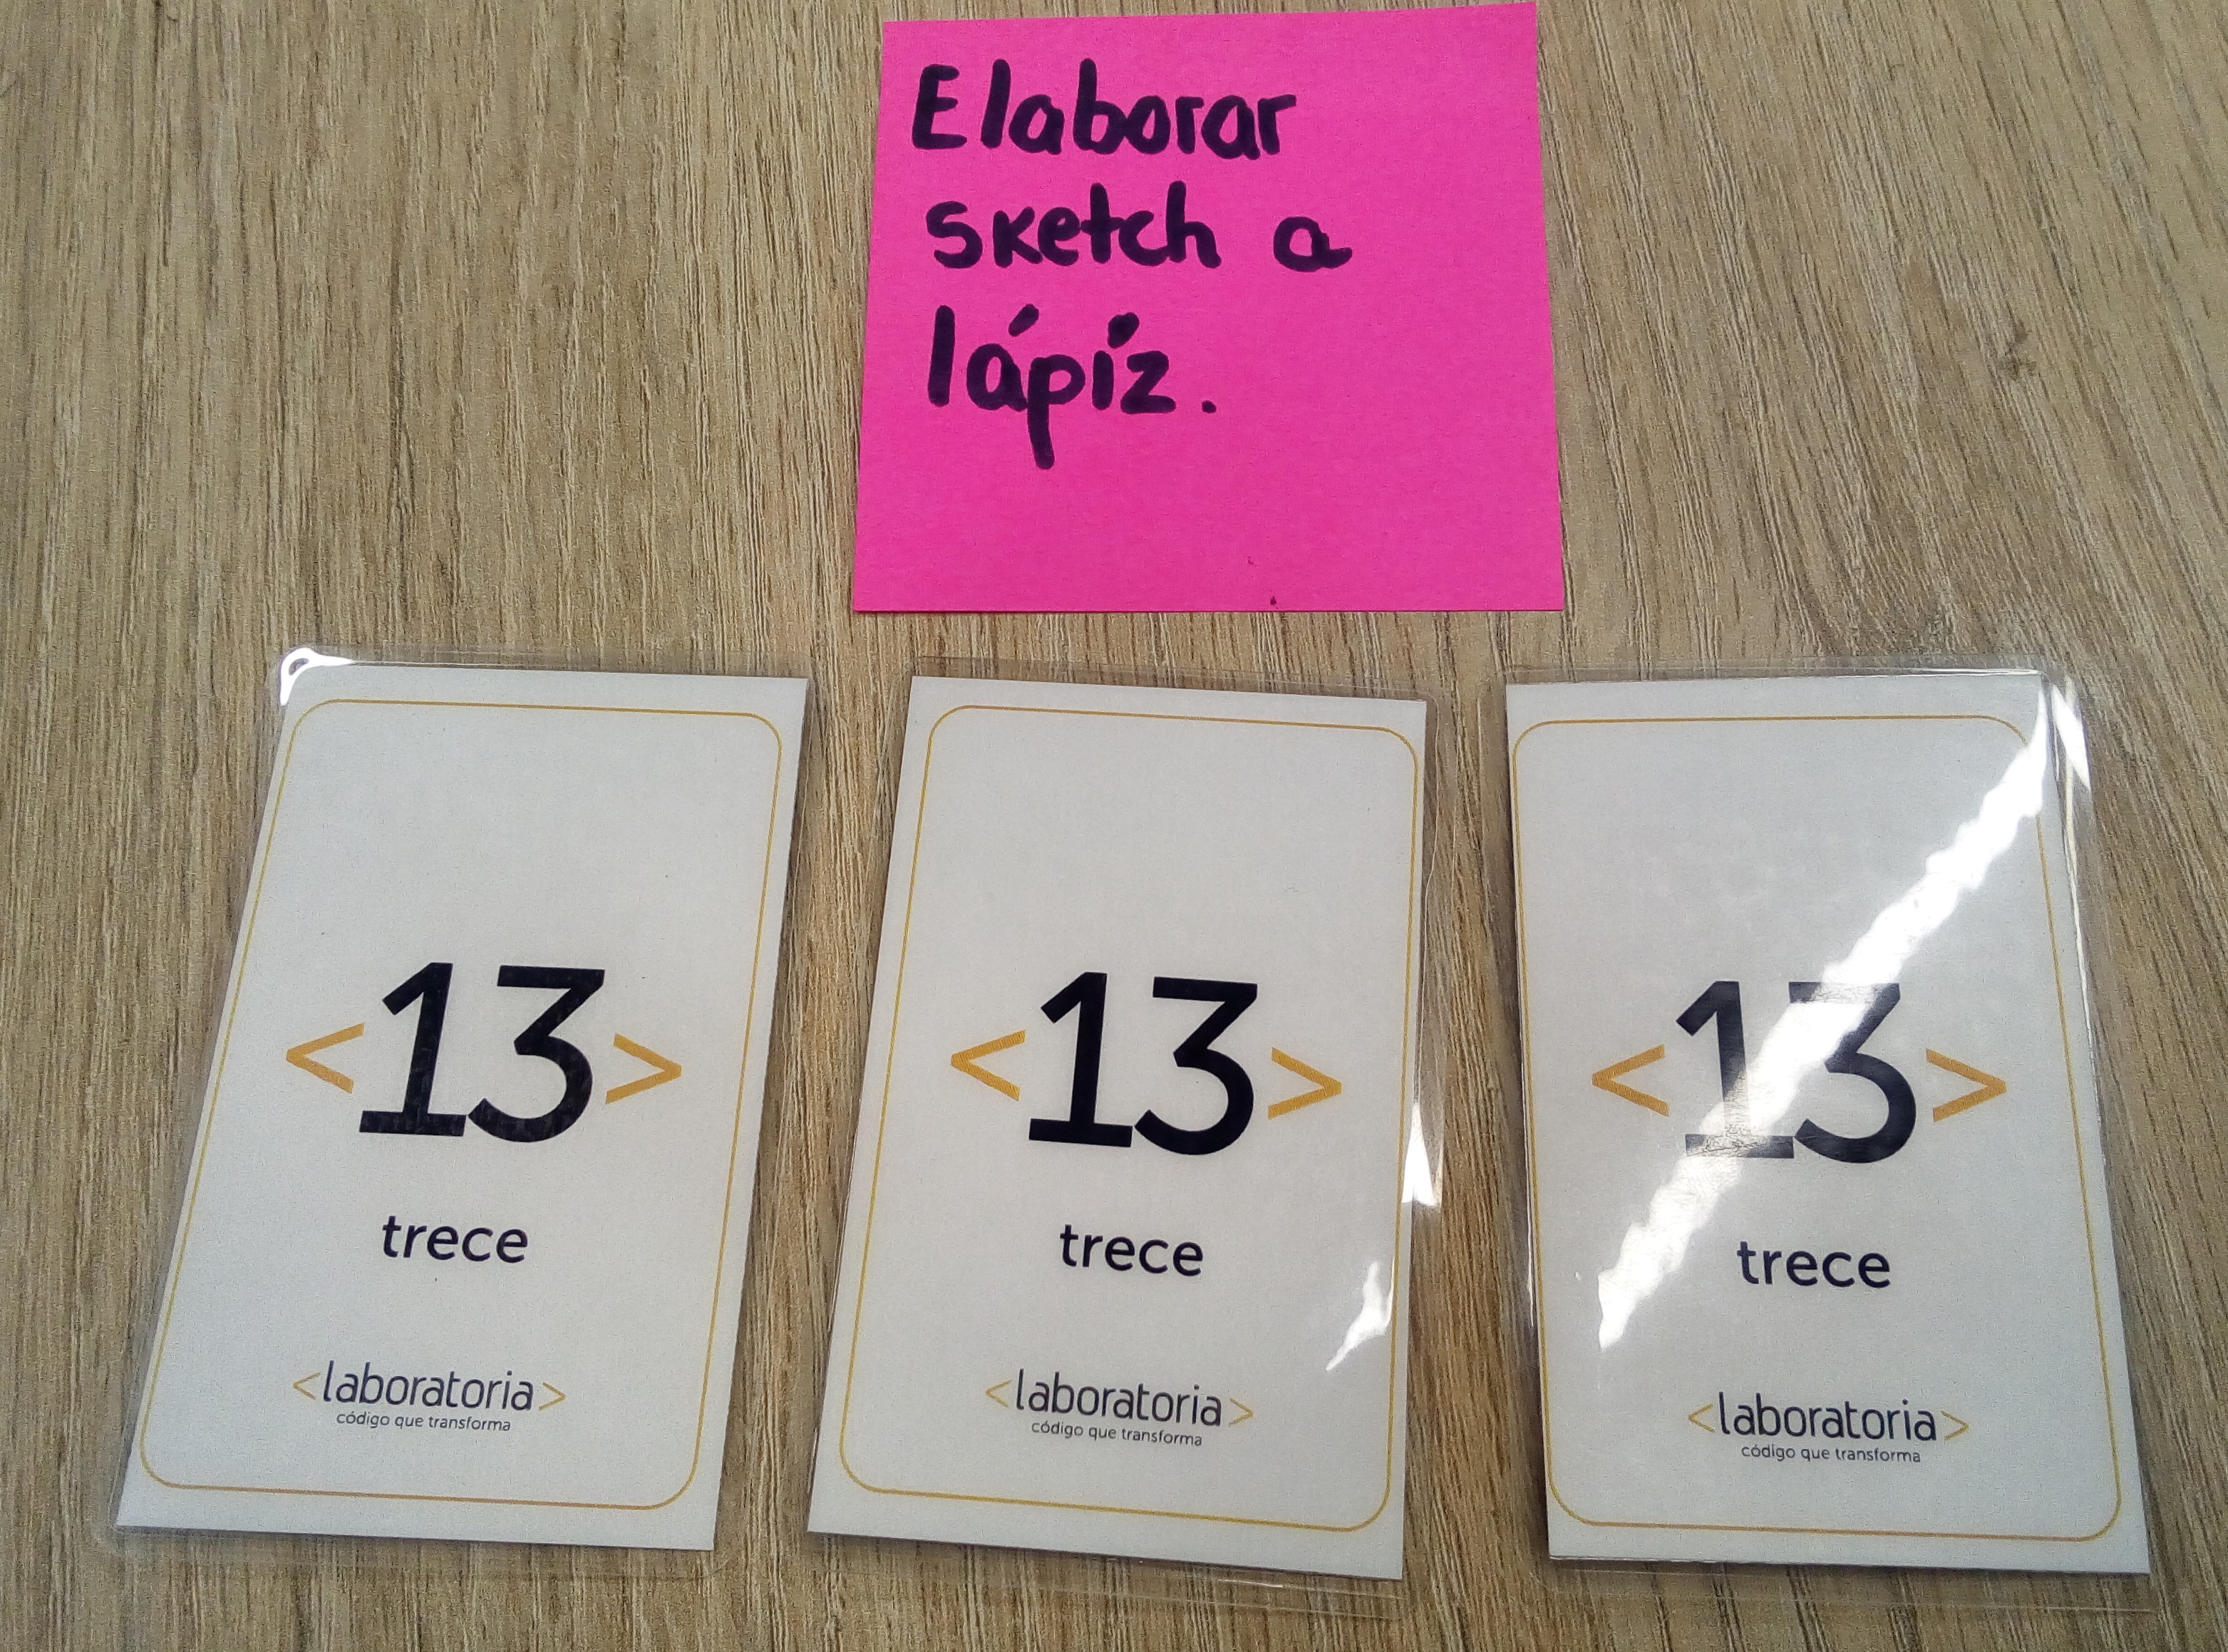 Elaborar
sketch a
lápíz.
<13>
trece
<laboratoria>
código que transforma
<13>
trece
<laboratoria>
código que transforma
<13>
trece
<laboratoria>
código que transforma